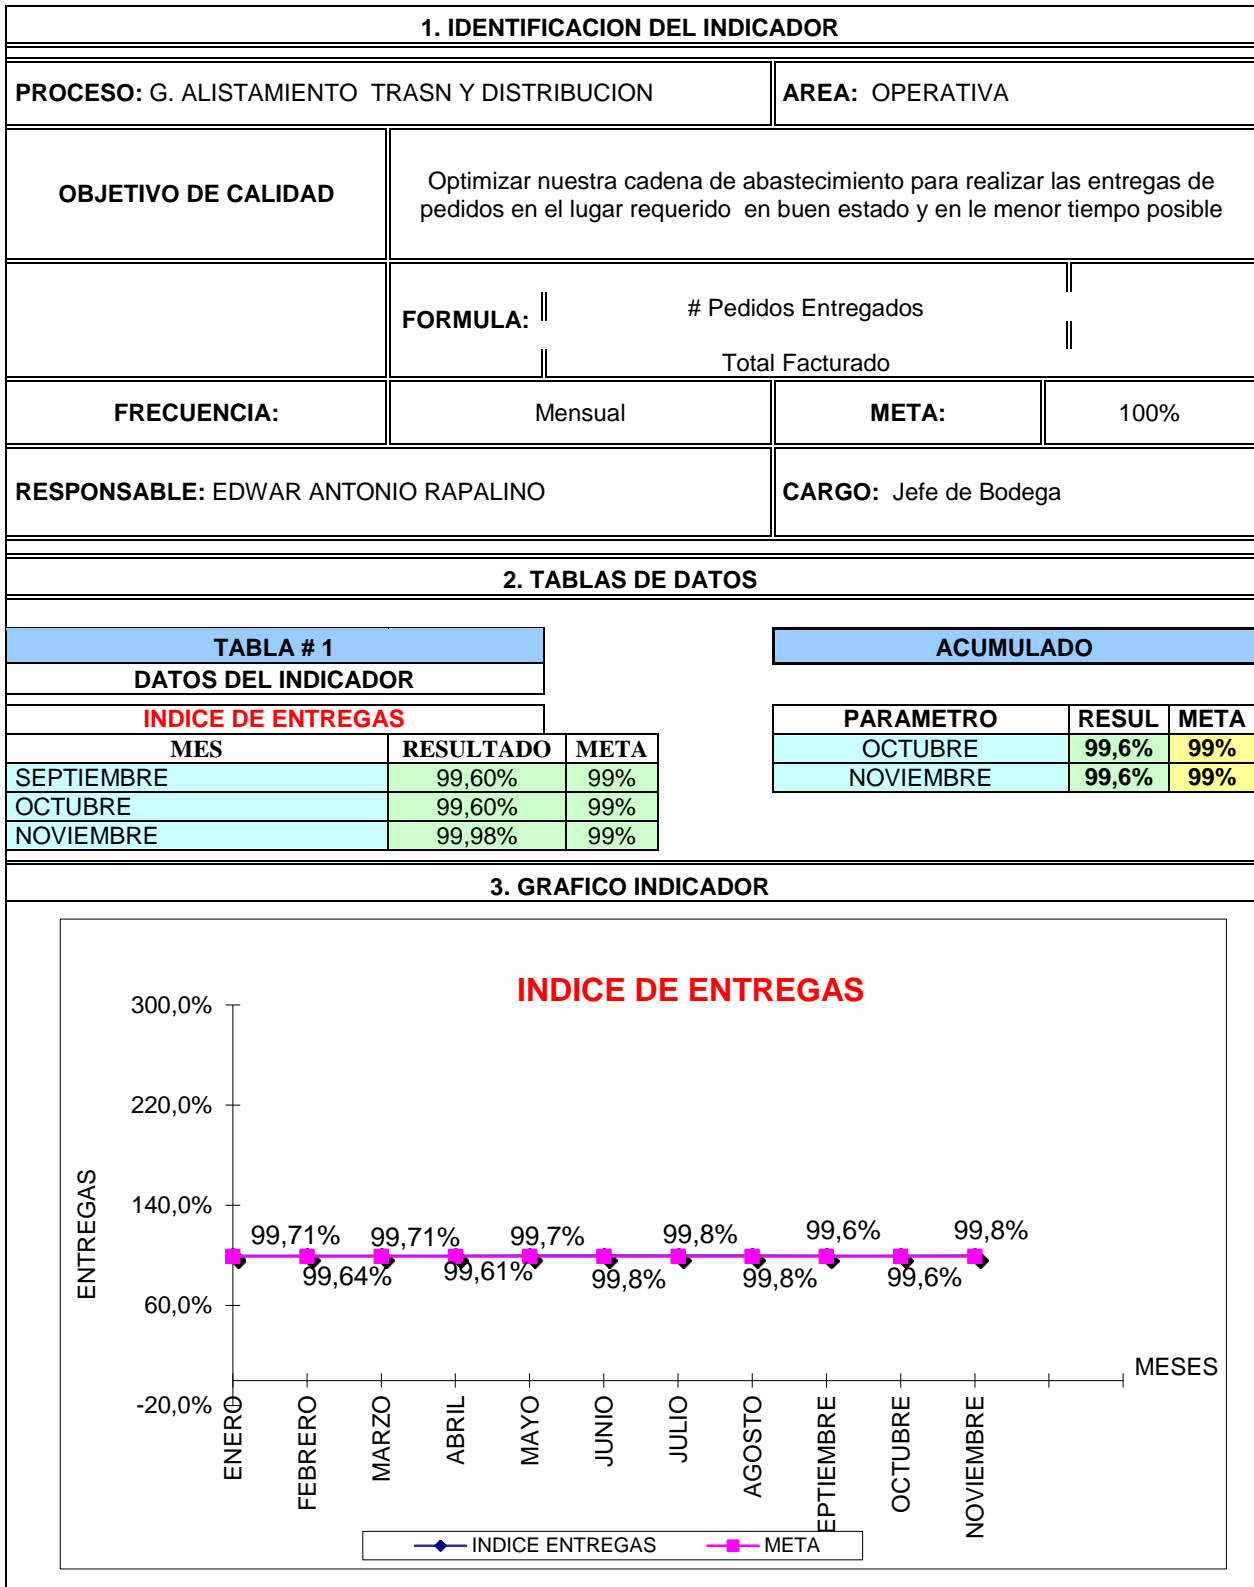 1. IDENTIFICACION DEL INDICADOR
PROCESO: G. ALISTAMIENTO TRASN Y DISTRIBUCION
AREA: OPERATIVA
OBJETIVO DE CALIDAD
Optimizar nuestra cadena de abastecimiento para realizar las entregas de
pedidos en el lugar requerido en buen estado y en le menor tiempo posible
FORMULA:
# Pedidos Entregados
Total Facturado
FRECUENCIA:
Mensual
META:
100%
RESPONSABLE: EDWAR ANTONIO RAPALINO
CARGO: Jefe de Bodega
2. TABLAS DE DATOS
TABLA # 1
DATOS DEL INDICADOR
INDICE DE ENTREGAS
MES RESULTADO META
SEPTIEMBRE 99,60% 99%
OCTUBRE 99,60% 99%
NOVIEMBRE 99,98% 99%
ACUMULADO
PARAMETRO RESUL META
OCTUBRE 99,6% 99%
NOVIEMBRE 99,6% 99%
3. GRAFICO INDICADOR
INDICE DE ENTREGAS
300,0%
220,0%
140,0%
60,0%
-20,0%
ENTREGAS
99,71%
99,64%
99,71%
99,61%
99,7%
99,8%
99,8%
99,8%
99,6%
99,6%
99,8%
MESES
ENERO
FEBRERO
MARZO
ABRIL
MAYO
JUNIO
JULIO
AGOSTO
EPTIEMBRE
OCTUBRE
NOVIEMBRE
INDICE ENTREGAS
META